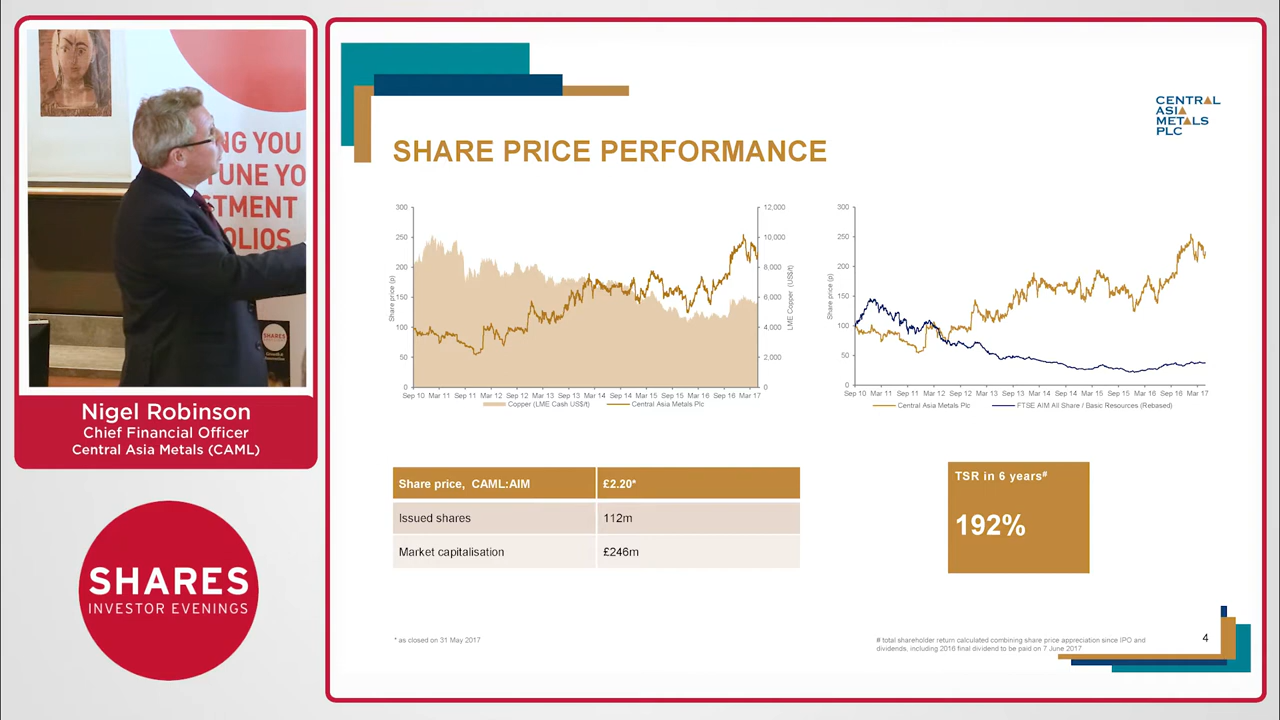 NG YOU
TUNE YO
STMENT
OLIOS
SHARES
Nigel Robinson
Chief Financial Officer
Central Asia Metals (CAML)
SHARES
INVESTOR EVENINGS
CENTRAL
ASIA
METALS
PLC
SHARE PRICE PERFORMANCE
300
250
200
150
100
50
0
Share price (p)
12,000
10,000
8,000
6,000
4,000
2,000
0
LME Copper (US$/t)
Sep 10 Mar 11 Sep 11 Mar 12 Sep 12 Mar 13 Sep 13 Mar 14 Sep 14 Mar 15 Sep 15 Mar 16 Sep 16 Mar 17
Copper (LME Cash US$/t) Central Asia Metals Plc
300
250
200
150
100
50
0
Share price (p)
Sep 10 Mar 11 Sep 11 Mar 12 Sep 12 Mar 13 Sep 13 Mar 14 Sep 14 Mar 15 Sep 15 Mar 16 Sep 16 Mar 17
Central Asia Metals Plc FTSE AIM All Share / Basic Resources (Rebased)
Share price, CAML:AIM £2.20*
Issued shares 112m
Market capitalisation £246m
TSR in 6 years#
192%
* as closed on 31 May 2017
# total shareholder return calculated combining share price appreciation since IPO and
dividends, including 2016 final dividend to be paid on 7 June 2017
4